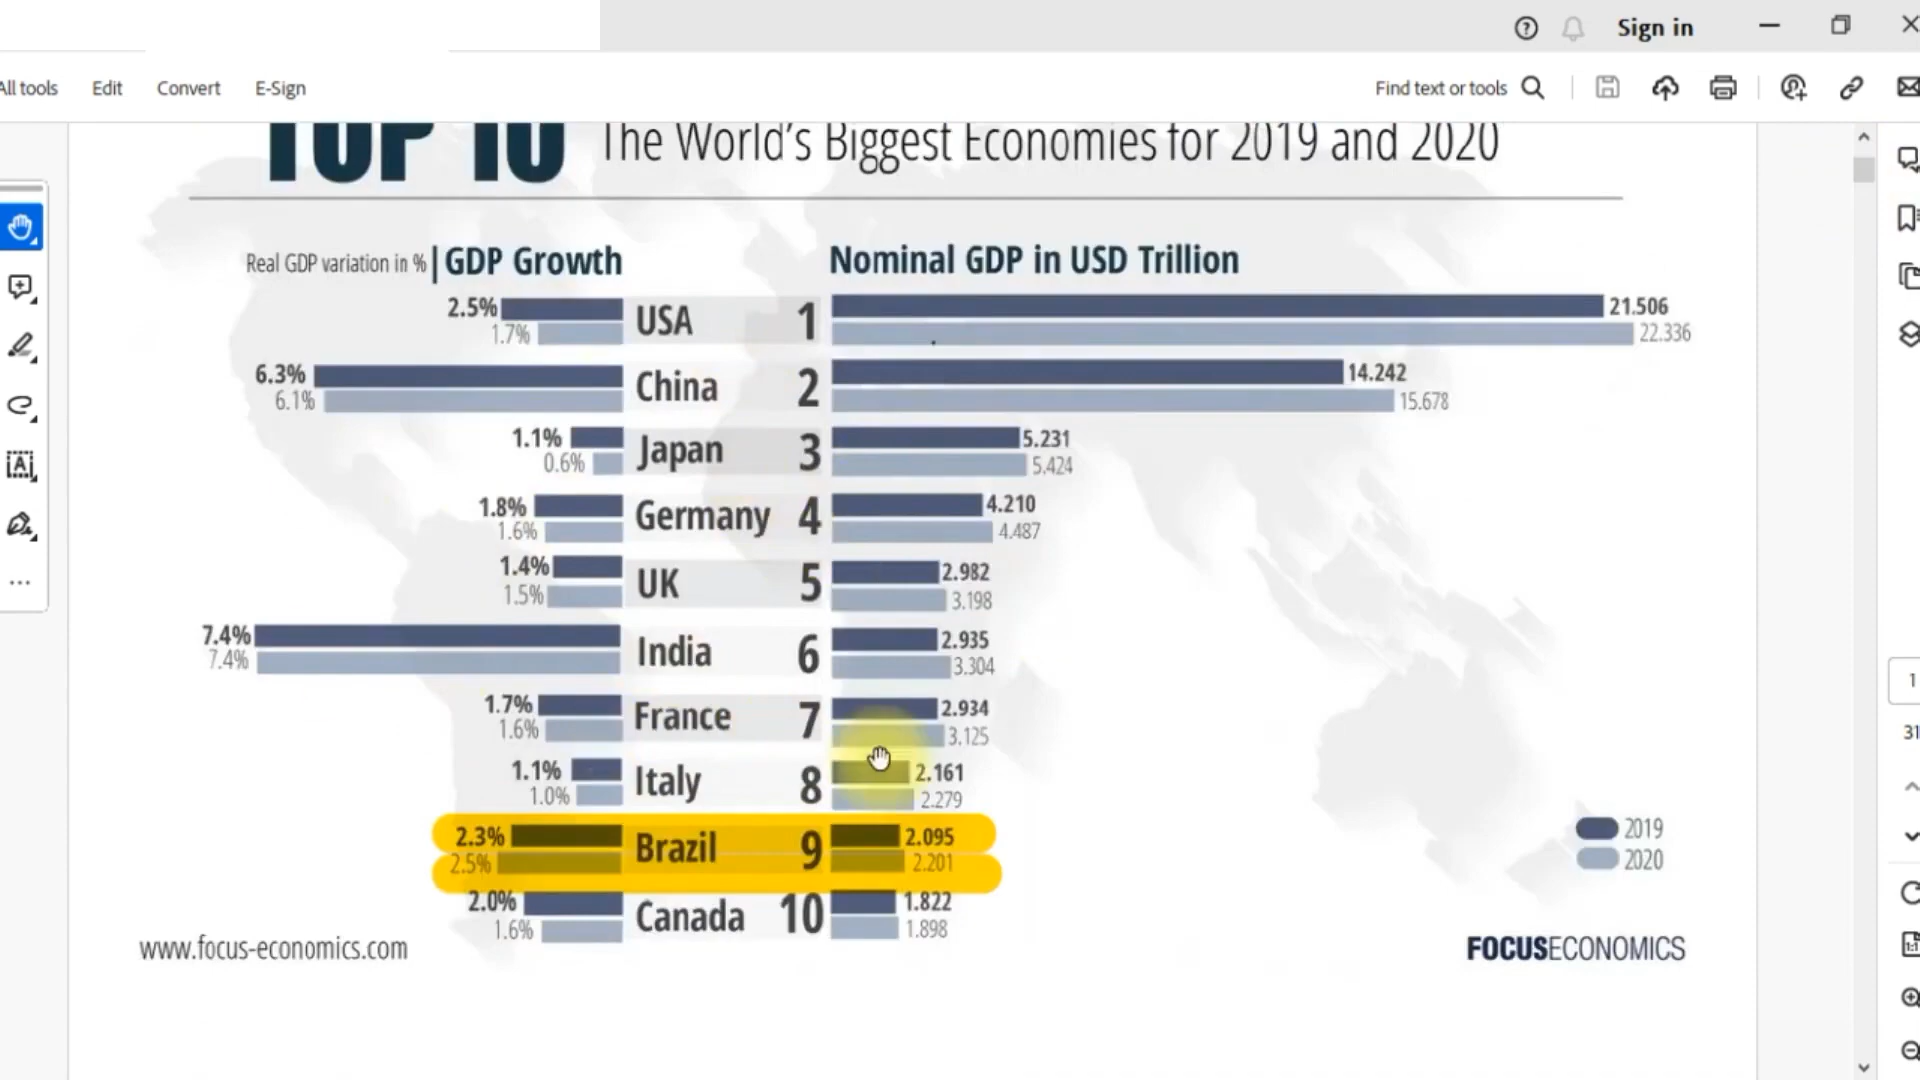 Sign in
All tools Edit Convert E-Sign Find text or tools
TOP 10 The World's Biggest Economies for 2019 and 2020
Real GDP variation in % | GDP Growth Nominal GDP in USD Trillion
2.5% USA 1 21.506
1.7% 22.336
6.3% China 2 14.242
6.1% 15.678
1.1% Japan 3 5.231
0.6% 5.424
1.8% Germany 4 4.210
1.6% 4.487
1.4% UK 5 2.982
1.5% 3.198
7.4% India 6 2.935
7.4% 3.304
1.7% France 7 2.934
1.6% 3.125
1.1% Italy 8 2.161
1.0% 2.279
2.3% Brazil 9 2.095
2.5% 2.201
2.0% Canada 10 1.822
1.6% 1.898
2019
2020
www.focus-economics.com FOCUSECONOMICS
1
31